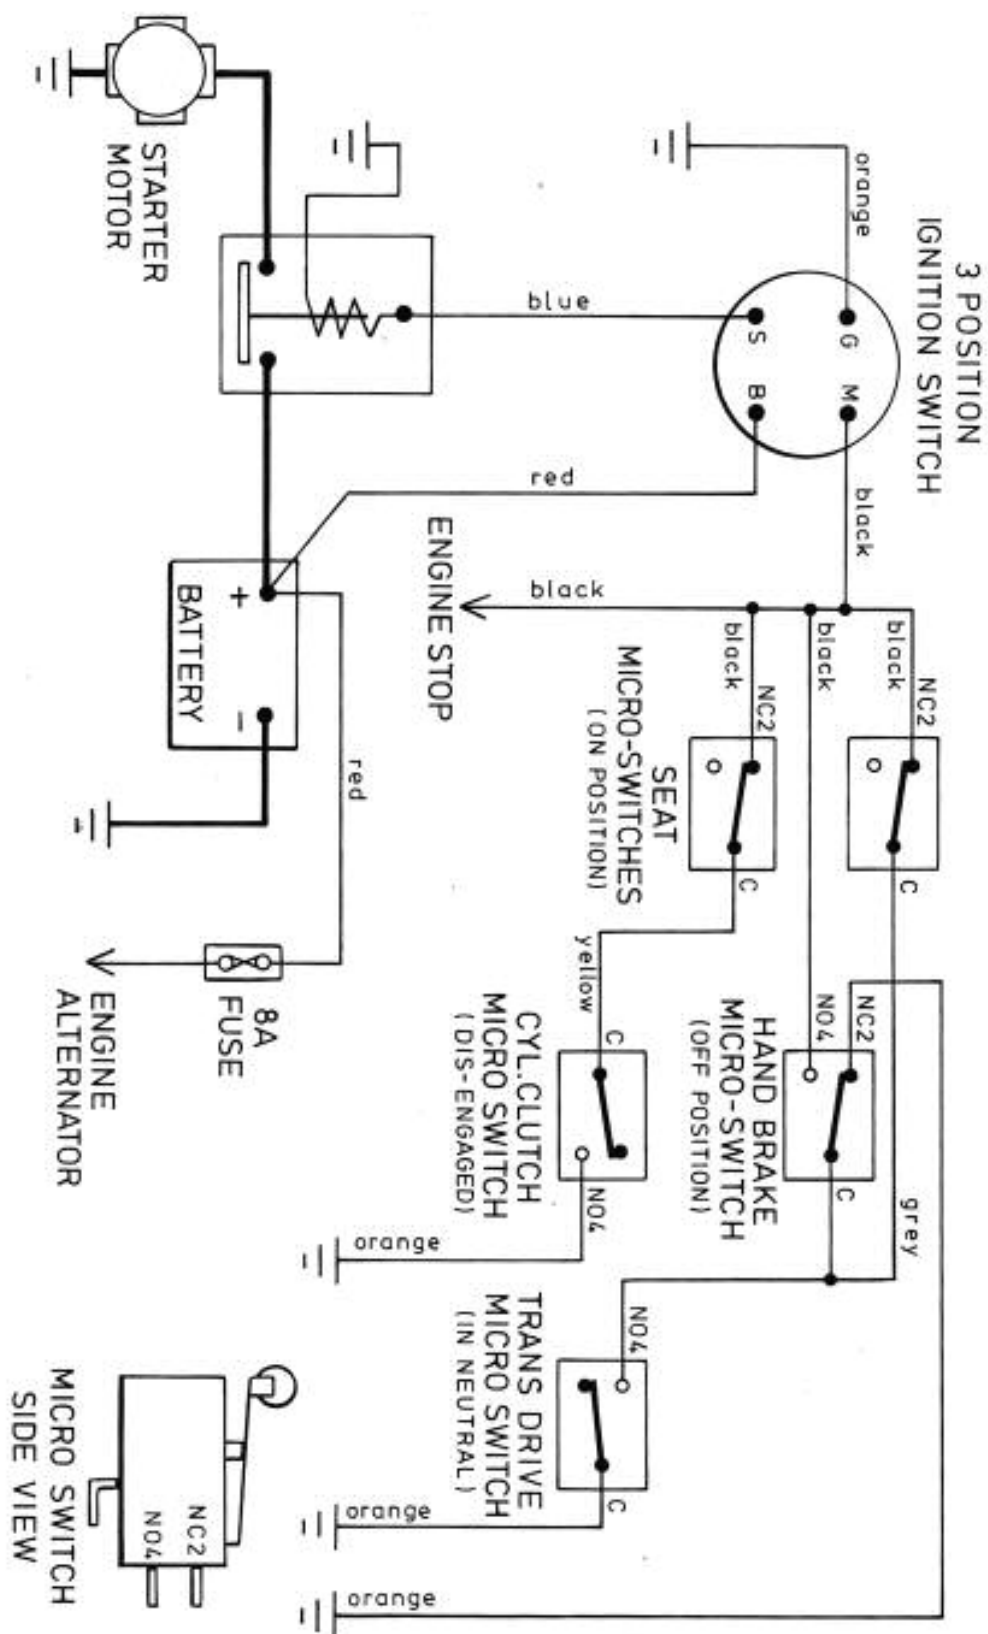 3 POSITION
IGNITION SWITCH
orange
G
M
S
B
black
blue
red
STARTER
MOTOR
BATTERY
+
-
red
8A
FUSE
ENGINE
ALTERNATOR
black
ENGINE STOP
black
black
black
NC2
C
NC2
C
SEAT
MICRO-SWITCHES
(ON POSITION)
yellow
NC2
NO4
C
HAND BRAKE
MICRO-SWITCH
(OFF POSITION)
grey
C
NO4
CYL.CLUTCH
MICRO SWITCH
(DIS-ENGAGED)
orange
NO4
C
TRANS DRIVE
MICRO SWITCH
(IN NEUTRAL)
orange
orange
NC2
NO4
MICRO SWITCH
SIDE VIEW